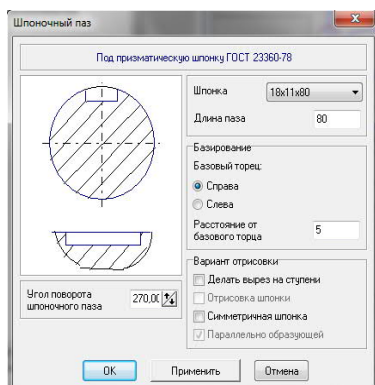 Шпоночный паз
Под призматическую шпонку ГОСТ 23360-78
Шпонка 18x11x80
Длина паза 80
Базирование
Базовый торец:
Справа
Слева
Расстояние от
базового торца 5
Вариант отрисовки
Делать вырез на ступени
Отрисовка шпонки
Симметричная шпонка
Параллельно образующей
Угол поворота
шпоночного паза 270,0(
OK Применить Отмена